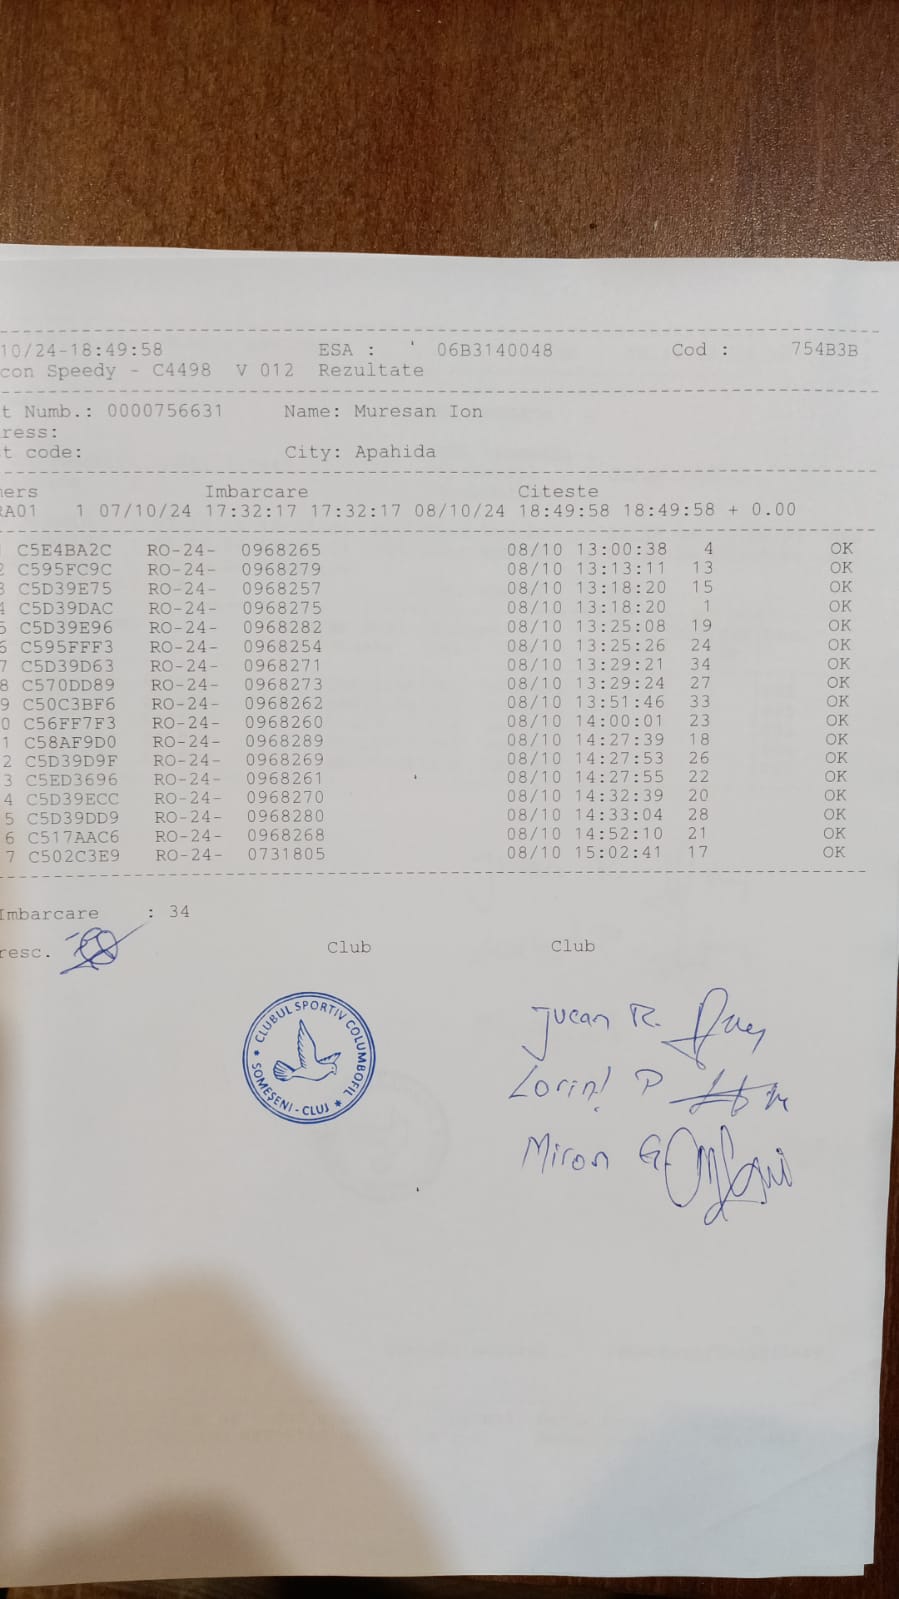 10/24-18:49:58 ESA : 06B3140048 Cod : 754B3B
con Speedy - C4498 V 012 Rezultate
t Numb.: 0000756631 Name: Muresan Ion
ress:
t code: City: Apahida
mers Imbarcare Citeste
RA01 1 07/10/24 17:32:17 17:32:17 08/10/24 18:49:58 18:49:58 + 0.00
C5E4BA2C RO-24- 0968265 08/10 13:00:38 4 OK
2 C595FC9C RO-24- 0968279 08/10 13:13:11 13 OK
3 C5D39E75 RO-24- 0968257 08/10 13:18:20 15 OK
4 C5D39DAC RO-24- 0968275 08/10 13:18:20 1 OK
5 C5D39E96 RO-24- 0968282 08/10 13:25:08 19 OK
6 C595FFF3 RO-24- 0968254 08/10 13:25:26 24 OK
7 C5D39D63 RO-24- 0968271 08/10 13:29:21 34 OK
8 C570DD89 RO-24- 0968273 08/10 13:29:24 27 OK
9 C50C3BF6 RO-24- 0968262 08/10 13:51:46 33 OK
0 C56FF7F3 RO-24- 0968260 08/10 14:00:01 23 OK
1 C58AF9D0 RO-24- 0968289 08/10 14:27:39 18 OK
2 C5D39D9F RO-24- 0968269 08/10 14:27:53 26 OK
3 C5ED3696 RO-24- 0968261 08/10 14:27:55 22 OK
4 C5D39ECC RO-24- 0968270 08/10 14:32:39 20 OK
5 C5D39DD9 RO-24- 0968280 08/10 14:33:04 28 OK
6 C517AAC6 RO-24- 0968268 08/10 14:52:10 21 OK
7 C502C3E9 RO-24- 0731805 08/10 15:02:41 17 OK
Imbarcare : 34
resc. Club Club
CLUBUL SPORTIV COLUMBOFIL
SOMEȘENI - CLUJ
Jucan R.
Lorinț P
Miron G